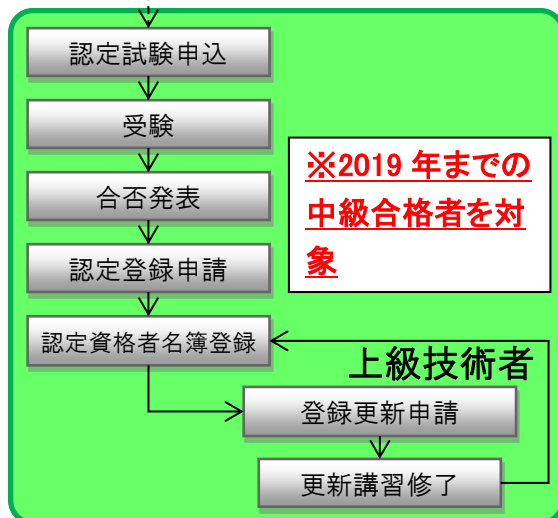 認定試験申込
受験
合否発表
認定登録申請
※2019 年までの
中級合格者を対
象
認定資格者名簿登録
上級技術者
登録更新申請
更新講習修了